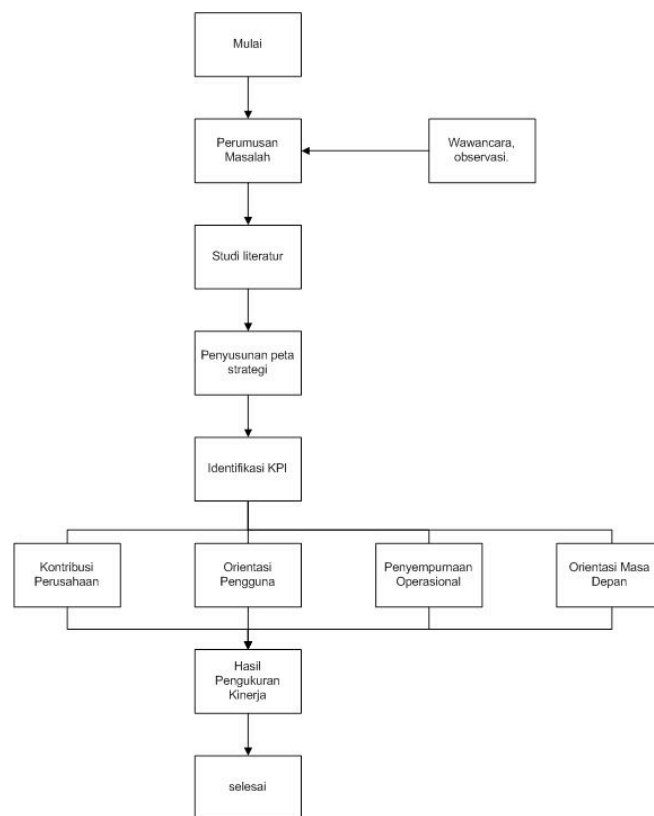 Mulai
Perumusan
Masalah
Wawancara,
observasi.
Studi literatur
Penyusunan peta
strategi
Identifikasi KPI
Kontribusi
Perusahaan
Orientasi
Pengguna
Penyempurnaan
Operasional
Orientasi Masa
Depan
Hasil
Pengukuran
Kinerja
selesai